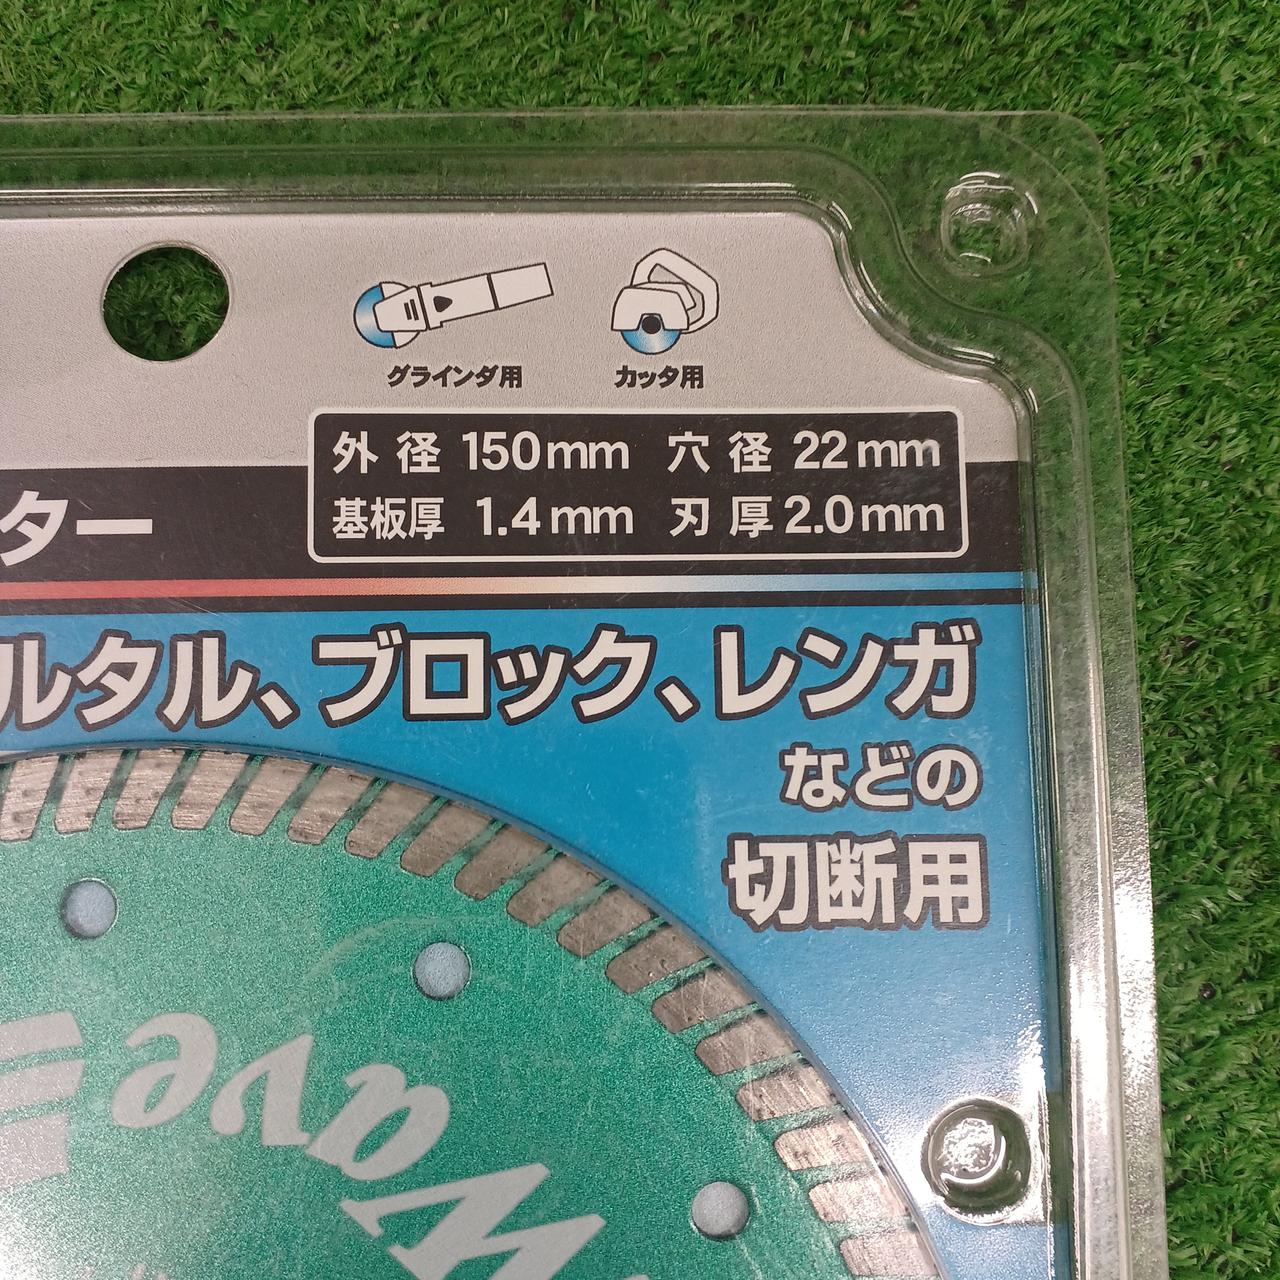 グラインダ用 カッタ用
外径 150mm 穴径 22mm
基板厚 1.4mm 刃厚 2.0mm
ター
ルタル、ブロック、レンガ
などの
切断用
Wave